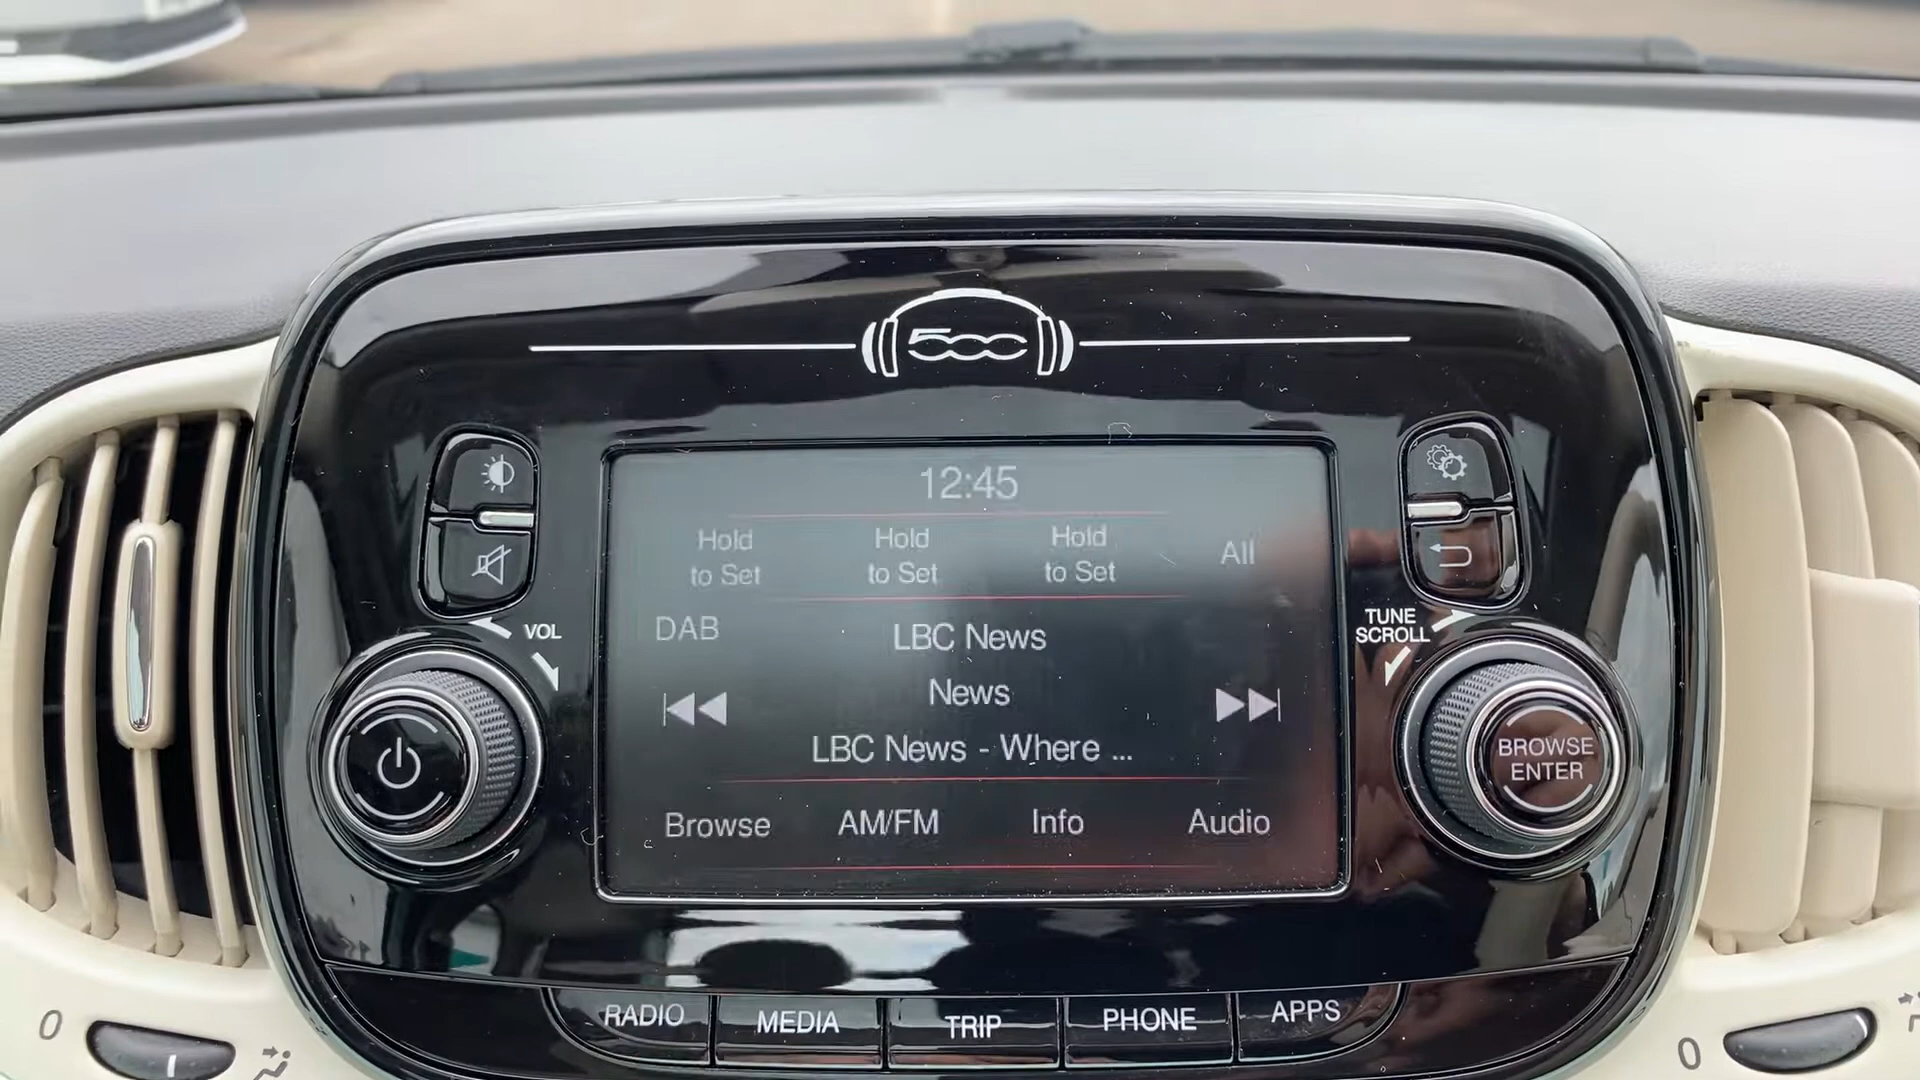 500
12:45
Hold to Set
Hold to Set
Hold to Set
All
DAB
LBC News
News
LBC News - Where ...
Browse
AM/FM
Info
Audio
VOL
TUNE
SCROLL
BROWSE
ENTER
RADIO
MEDIA
TRIP
PHONE
APPS
0
0